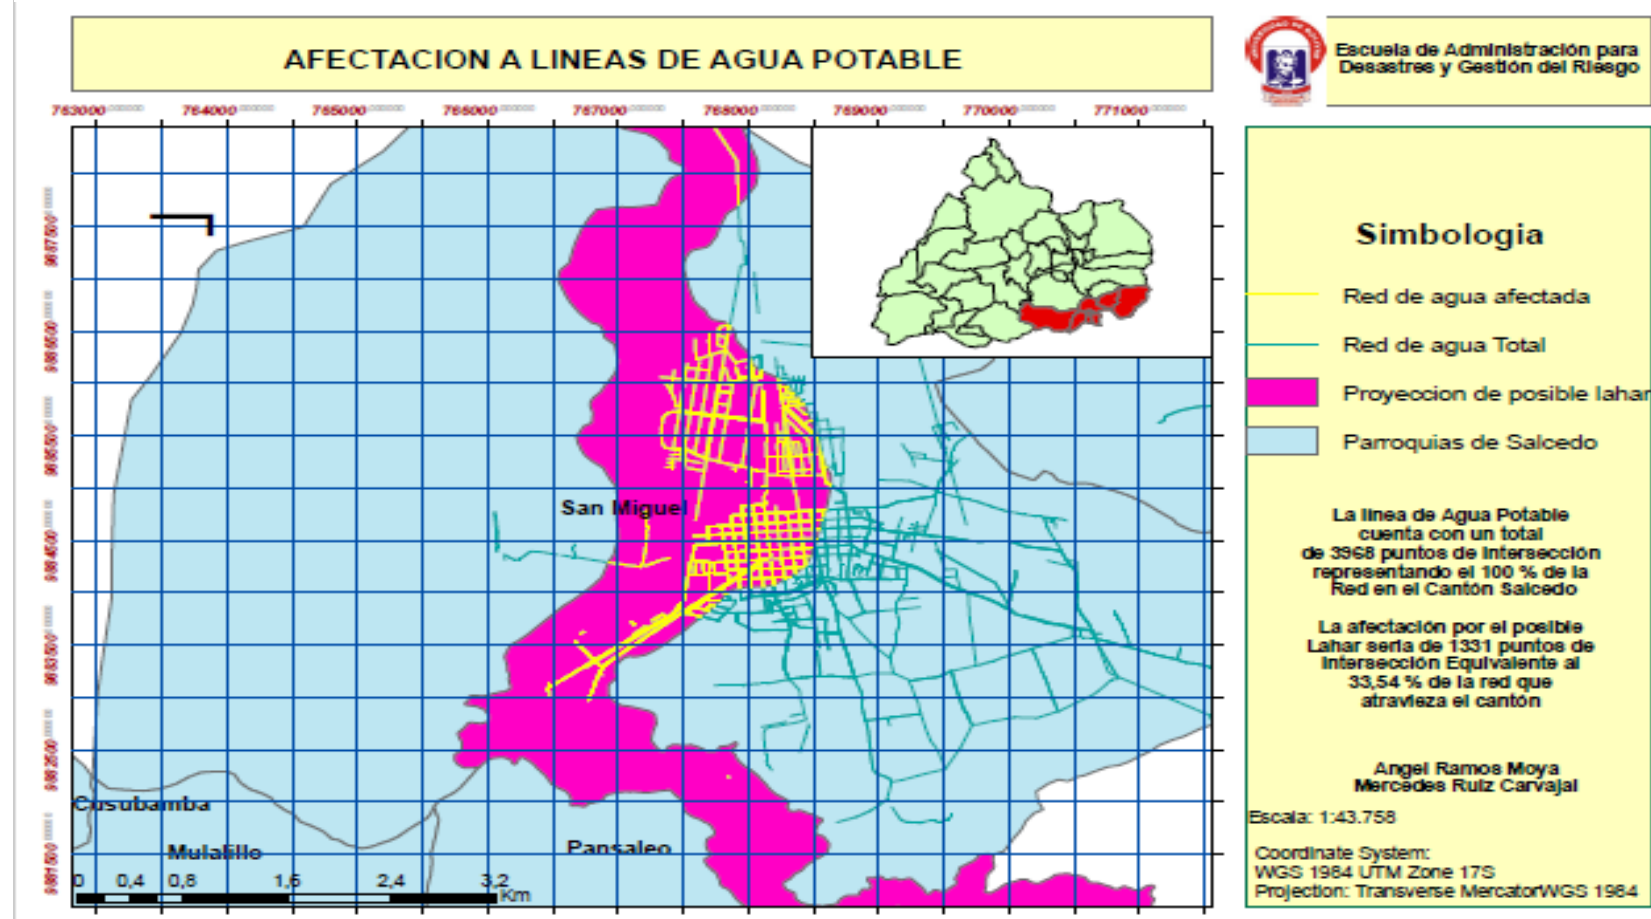 AFECTACION A LINEAS DE AGUA POTABLE
Escuela de Administración para
Desastres y Gestión del Riesgo
763000 764000 765000 766000 767000 768000 769000 770000 771000
San Miguel
Cusubamba
Mulalillo
Pansaleo
0 0,4 0,8 1,6 2,4 3,2
Km
Simbologia
Red de agua afectada
Red de agua Total
Proyeccion de posible lahar
Parroquias de Salcedo
La linea de Agua Potable
cuenta con un total
de 3968 puntos de Intersección
representando el 100 % de la
Red en el Cantón Salcedo
La afectación por el posible
Lahar seria de 1331 puntos de
Intersección Equivalente al
33,54 % de la red que
atravieza el cantón
Angel Ramos Moya
Mercedes Ruiz Carvajal
Escala: 1:43.758
Coordinate System:
WGS 1984 UTM Zone 17S
Projection: Transverse MercatorWGS 1984